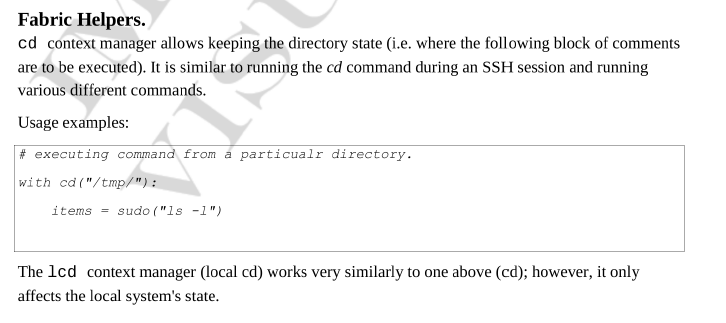 Fabric Helpers.
cd context manager allows keeping the directory state (i.e. where the following block of comments
are to be executed). It is similar to running the cd command during an SSH session and running
various different commands.
Usage examples:
# executing command from a particualr directory.
with cd("/tmp/"):
items = sudo("ls -l")
The lcd context manager (local cd) works very similarly to one above (cd); however, it only
affects the local system's state.